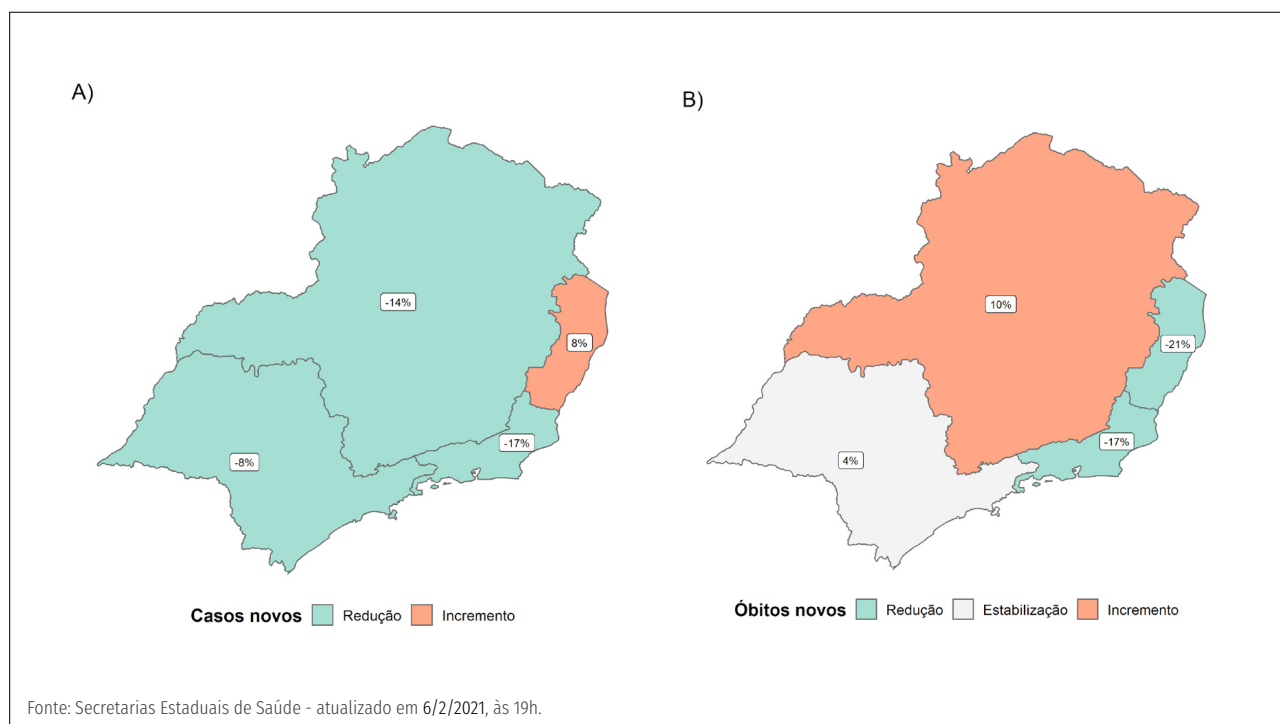 A)
-14%
8%
-17%
-8%
Casos novos Redução Incremento
B)
10%
-21%
-17%
4%
Óbitos novos Redução Estabilização Incremento
Fonte: Secretarias Estaduais de Saúde - atualizado em 6/2/2021, às 19h.